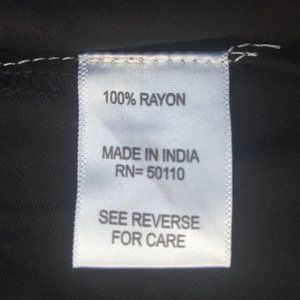 100% RAYON
MADE IN INDIA
RN= 50110
SEE REVERSE
FOR CARE